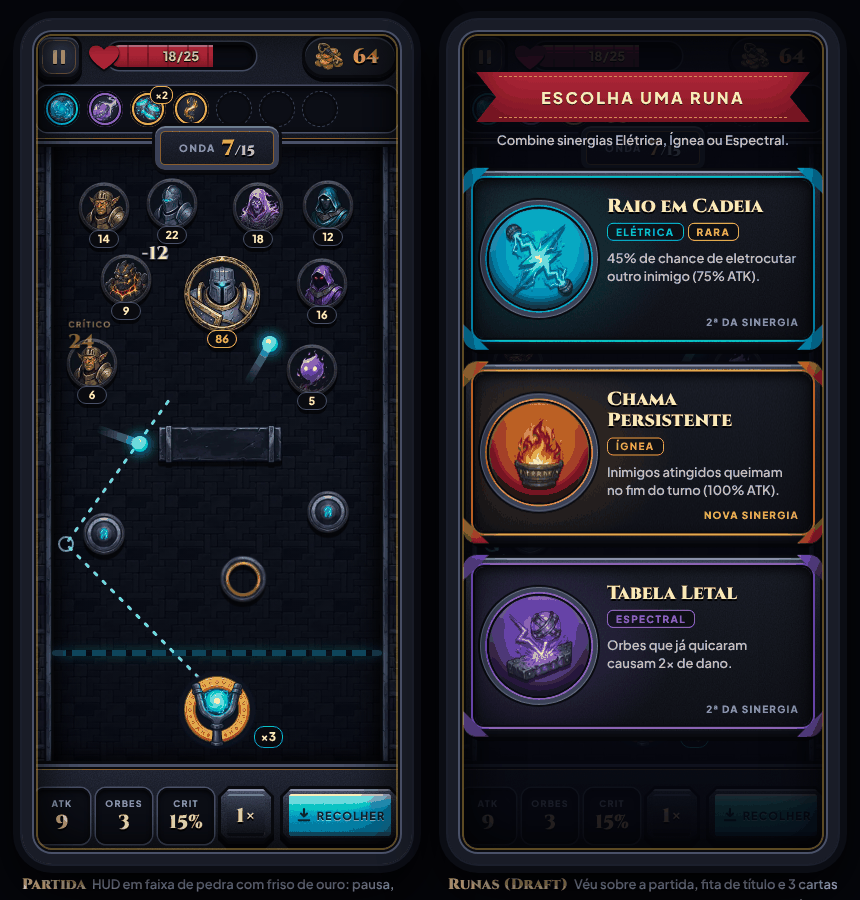 18/25
64
×2
ONDA 7/15
14
22
18
12
-12
9
86
16
CRÍTICO
24
6
5
×3
ATK
9
ORBES
3
CRIT
15%
1×
RECOLHER
PARTIDA HUD em faixa de pedra com friso de ouro: pausa,
18/25
64
ESCOLHA UMA RUNA
Combine sinergias Elétrica, Ígnea ou Espectral.
7/15
RAIO EM CADEIA
ELÉTRICA RARA
45% de chance de eletrocutar
outro inimigo (75% ATK).
2ª DA SINERGIA
CHAMA
PERSISTENTE
ÍGNEA
Inimigos atingidos queimam
no fim do turno (100% ATK).
NOVA SINERGIA
TABELA LETAL
ESPECTRAL
Orbes que já quicaram
causam 2× de dano.
2ª DA SINERGIA
ATK
9
ORBES
3
CRIT
15%
1×
RECOLHER
RUNAS (DRAFT) Véu sobre a partida, fita de título e 3 cartas